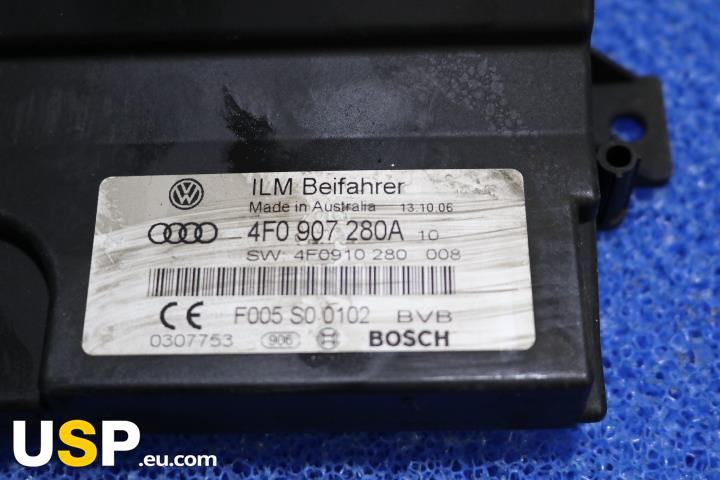 ILM Beifahrer
Made in Australia 13.10.06
4F0 907 280A 10
SW: 4F0910 280 008
CE F005 S0 0102 BVB
0307753 906 BOSCH
USP.eu.com